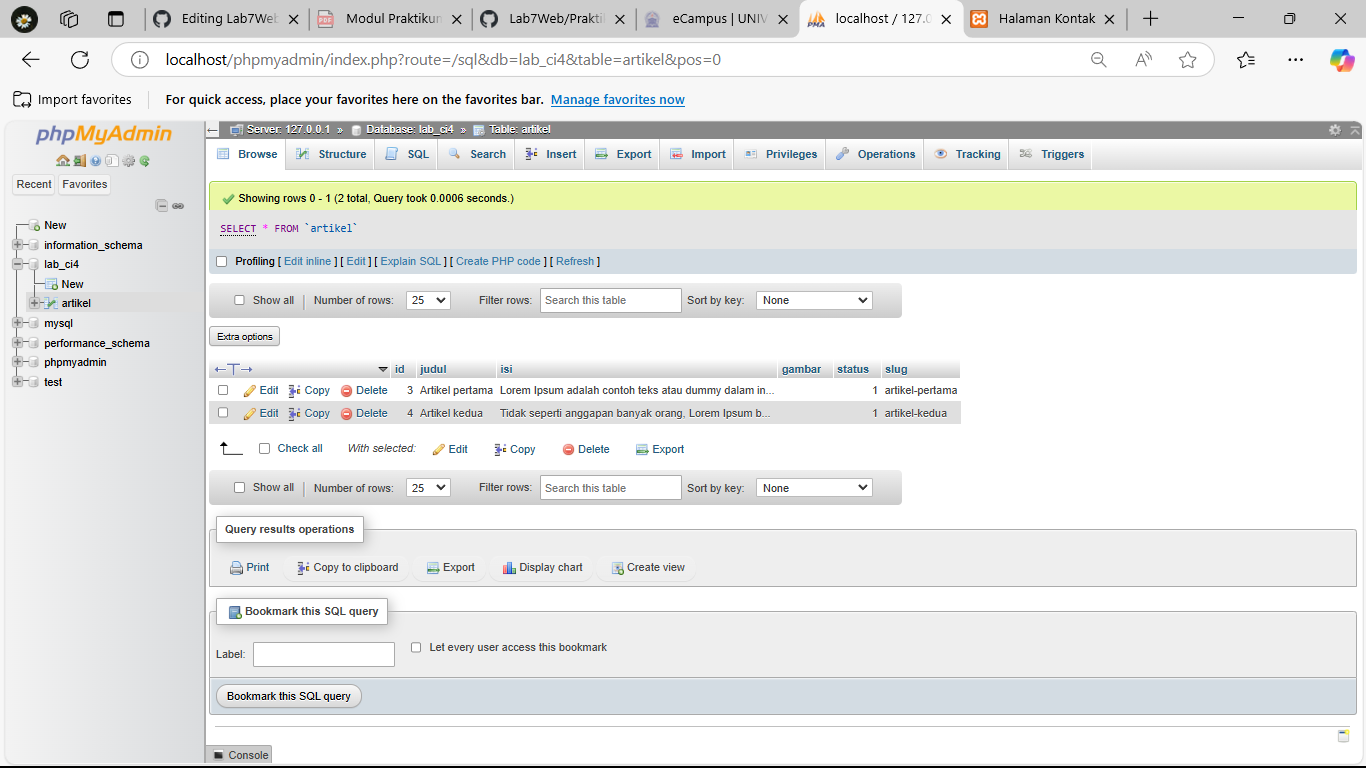 Editing Lab7Web
Modul Praktikur
Lab7Web/Prakti
eCampus | UNIV
localhost / 127.0
Halaman Kontak
localhost/phpmyadmin/index.php?route=/sql&db=lab_ci4&table=artikel&pos=0
Import favorites
For quick access, place your favorites here on the favorites bar. Manage favorites now
phpMyAdmin
Recent Favorites
New
information_schema
lab_ci4
New
artikel
mysql
performance_schema
phpmyadmin
test
Server: 127.0.0.1 » Database: lab_ci4 » Table: artikel
Browse Structure SQL Search Insert Export Import Privileges Operations Tracking Triggers
Showing rows 0 - 1 (2 total, Query took 0.0006 seconds.)
SELECT * FROM `artikel`
Profiling [ Edit inline ] [ Edit ] [ Explain SQL ] [ Create PHP code ] [ Refresh ]
Show all Number of rows: 25 Filter rows: Search this table Sort by key: None
Extra options
←T→ id judul isi gambar status slug
Edit Copy Delete 3 Artikel pertama Lorem Ipsum adalah contoh teks atau dummy dalam in... 1 artikel-pertama
Edit Copy Delete 4 Artikel kedua Tidak seperti anggapan banyak orang, Lorem Ipsum b... 1 artikel-kedua
Check all With selected: Edit Copy Delete Export
Show all Number of rows: 25 Filter rows: Search this table Sort by key: None
Query results operations
Print Copy to clipboard Export Display chart Create view
Bookmark this SQL query
Label: Let every user access this bookmark
Bookmark this SQL query
Console